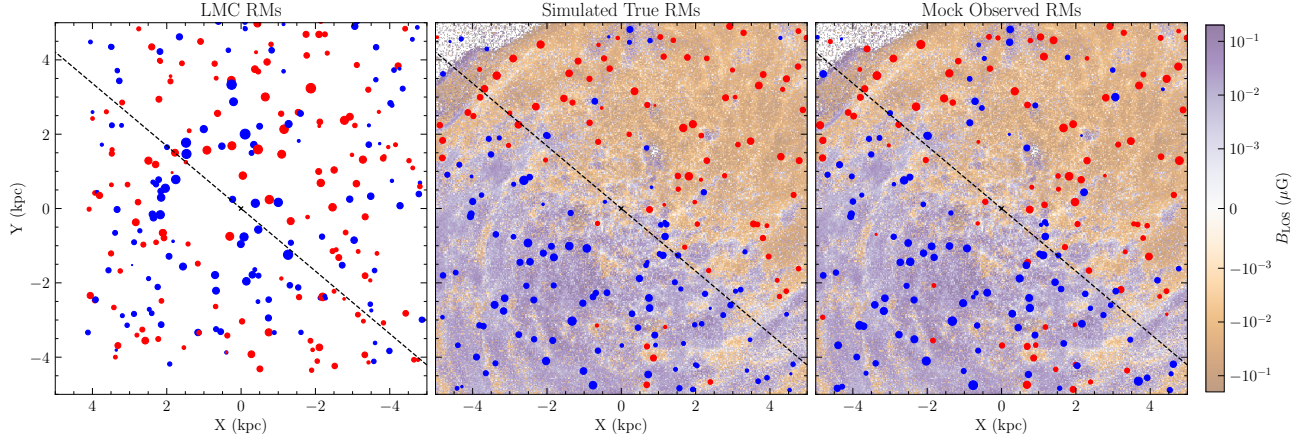 LMC RMs
Simulated True RMs
Mock Observed RMs
Y (kpc)
4
2
0
−2
−4
4 2 0 −2 −4
X (kpc)
−4 −2 0 2 4
X (kpc)
−4 −2 0 2 4
X (kpc)
10⁻¹
10⁻²
10⁻³
0
−10⁻³
−10⁻²
−10⁻¹
B_LOS (μG)